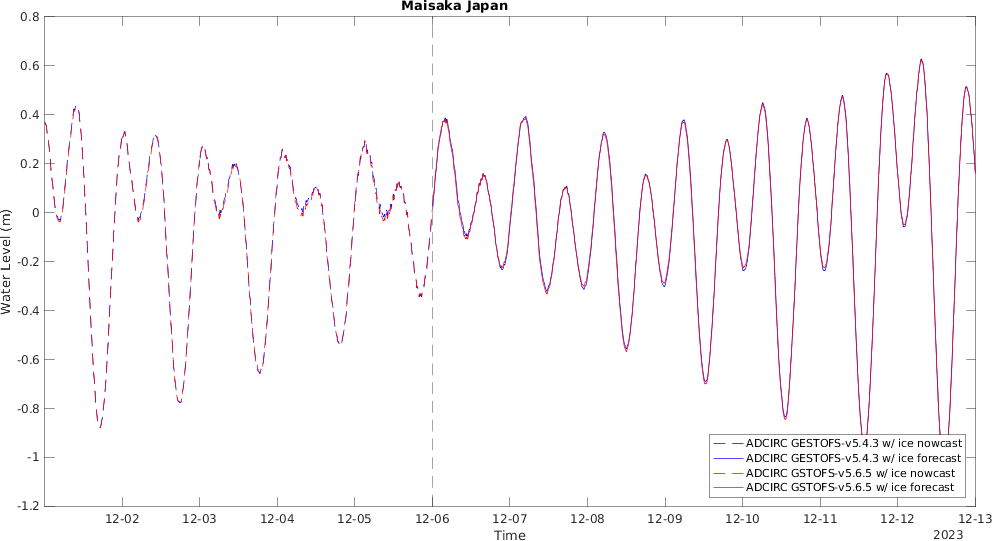 Maisaka Japan
0.8
0.6
0.4
0.2
0
-0.2
-0.4
-0.6
-0.8
-1
-1.2
Water Level (m)
ADCIRC GESTOFS-v5.4.3 w/ ice nowcast
ADCIRC GESTOFS-v5.4.3 w/ ice forecast
ADCIRC GSTOFS-v5.6.5 w/ ice nowcast
ADCIRC GSTOFS-v5.6.5 w/ ice forecast
12-02 12-03 12-04 12-05 12-06 12-07 12-08 12-09 12-10 12-11 12-12 12-13
Time
2023